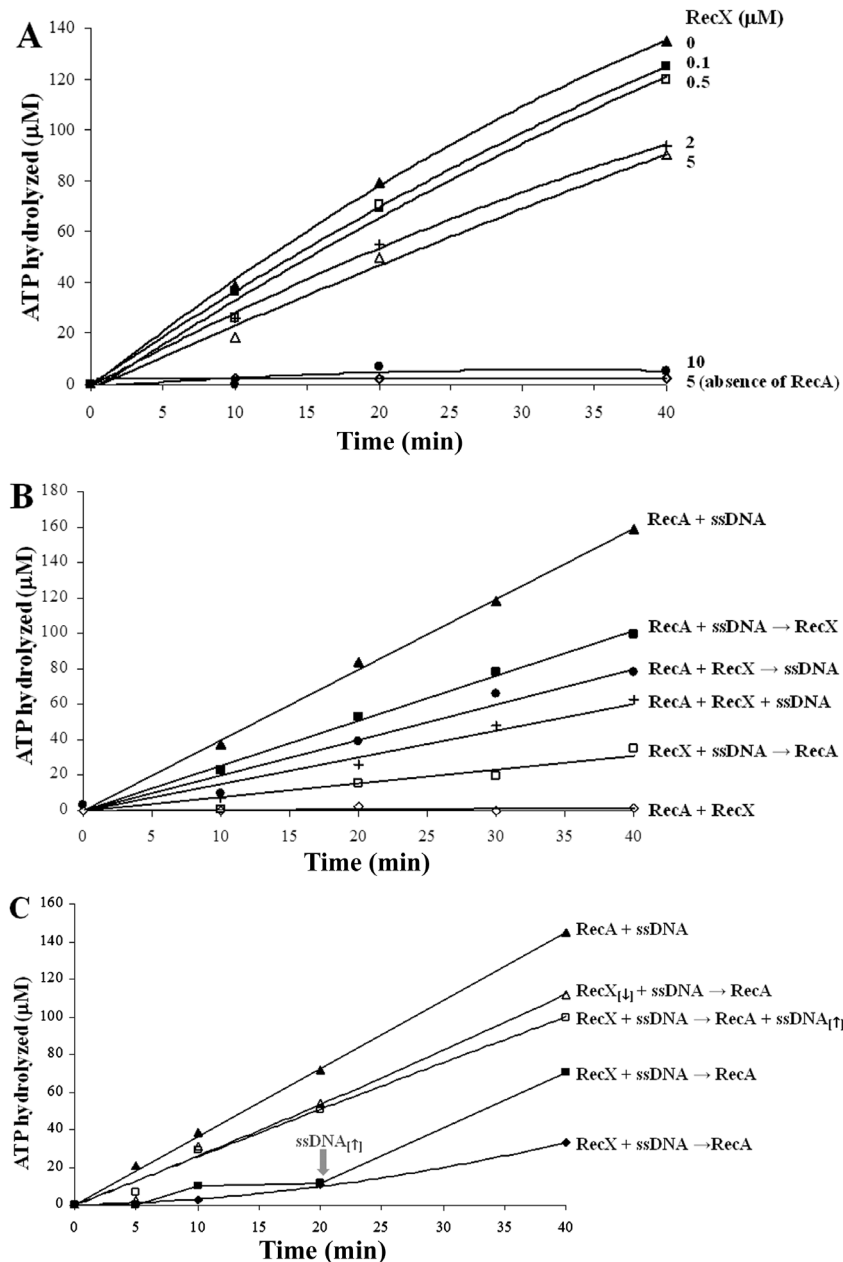 A
RecX (µM)
ATP hydrolyzed (µM)
140
120
100
80
60
40
20
0
0
0.1
0.5
2
5
10
5 (absence of RecA)
0 5 10 15 20 25 30 35 40
Time (min)
B
ATP hydrolyzed (µM)
180
160
140
120
100
80
60
40
20
0
RecA + ssDNA
RecA + ssDNA → RecX
RecA + RecX → ssDNA
RecA + RecX + ssDNA
RecX + ssDNA → RecA
RecA + RecX
0 5 10 15 20 25 30 35 40
Time (min)
C
ATP hydrolyzed (µM)
160
140
120
100
80
60
40
20
0
RecA + ssDNA
RecX[↓] + ssDNA → RecA
RecX + ssDNA → RecA + ssDNA[↑]
RecX + ssDNA → RecA
RecX + ssDNA →RecA
ssDNA[↑]
0 5 10 15 20 25 30 35 40
Time (min)